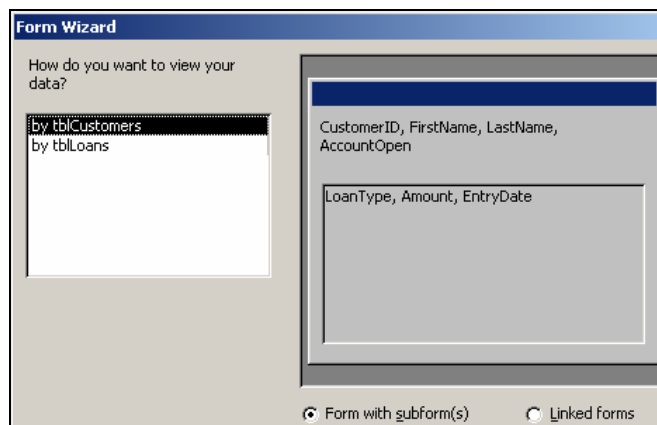 Form Wizard
How do you want to view your
data?
by tblCustomers
by tblLoans
CustomerID, FirstName, LastName,
AccountOpen
LoanType, Amount, EntryDate
Form with subform(s)
Linked forms